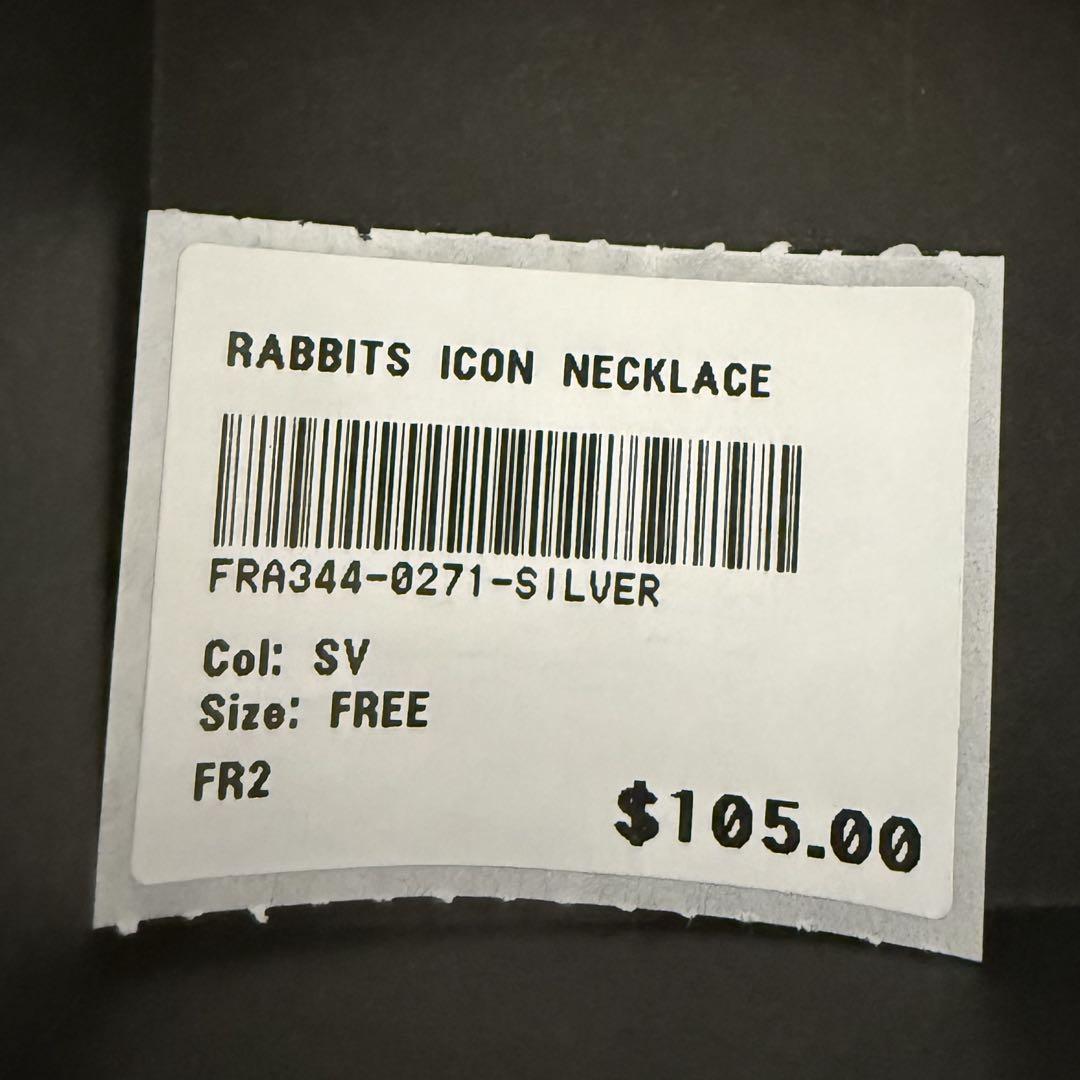 RABBITS ICON NECKLACE
FRA344-0271-SILVER
Col: SV
Size: FREE
FR2
$105.00